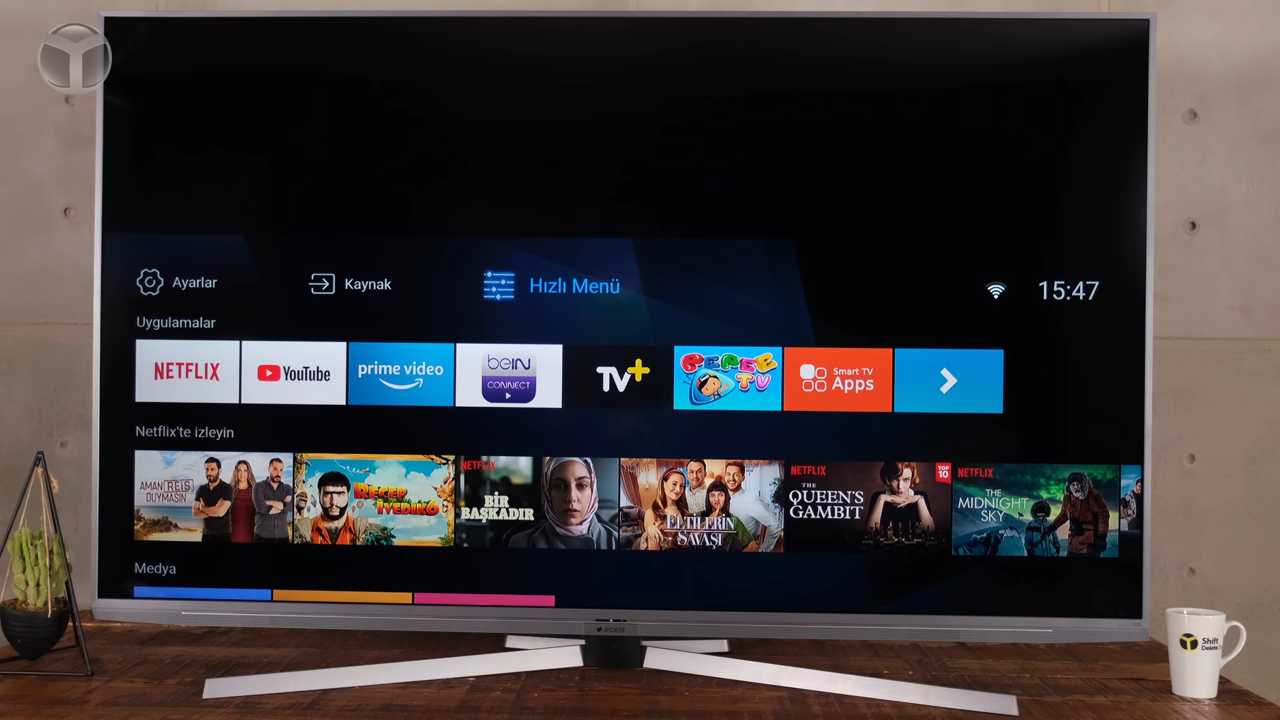 Ayarlar
Kaynak
Hızlı Menü
15:47
Uygulamalar
NETFLIX
YouTube
prime video
beIN
CONNECT
TV+
PEPEE
TV
Smart TV
Apps
Netflix'te izleyin
AMAN REİS
DUYMASIN
RECEP
İVEDİK 6
NETFLIX
BİR
BAŞKADIR
ELTİLERİN
SAVAŞI
NETFLIX
THE
QUEEN'S
GAMBIT
TOP
10
NETFLIX
THE
MIDNIGHT
SKY
Medya
arcelik
Shift
Delete